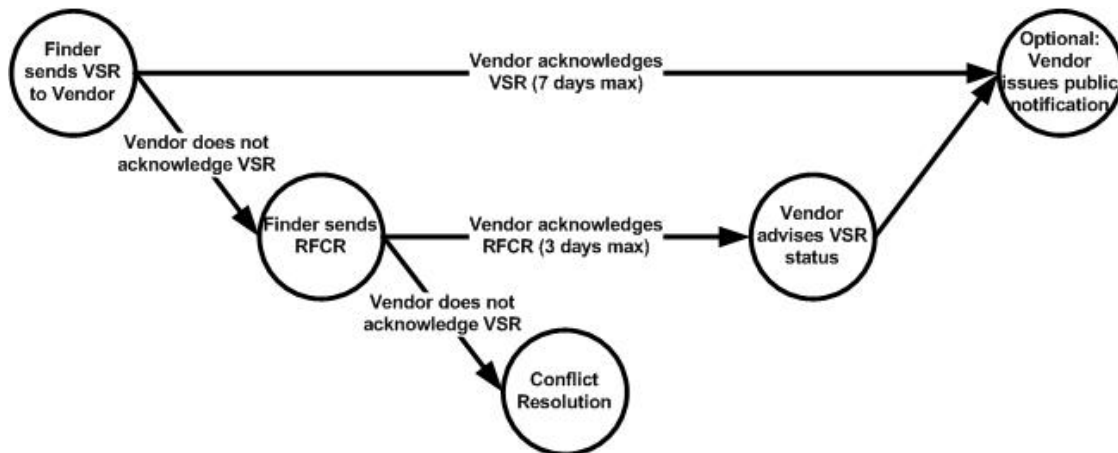 Finder
sends VSR
to Vendor
Vendor acknowledges
VSR (7 days max)
Optional:
Vendor
issues public
notification
Vendor does not
acknowledge VSR
Finder sends
RFCR
Vendor acknowledges
RFCR (3 days max)
Vendor
advises VSR
status
Vendor does not
acknowledge VSR
Conflict
Resolution